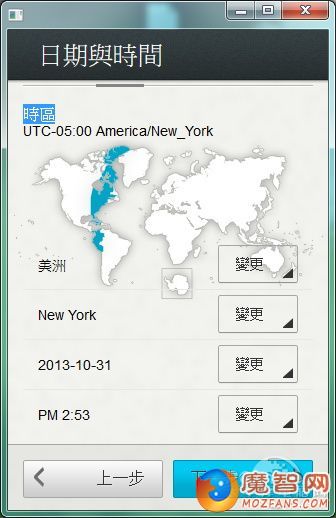 日期與時間
時區
UTC-05:00 America/New_York
美洲 變更
New York 變更
2013-10-31 變更
PM 2:53 變更
上一步 下
魔智网
MOZFANS.COM